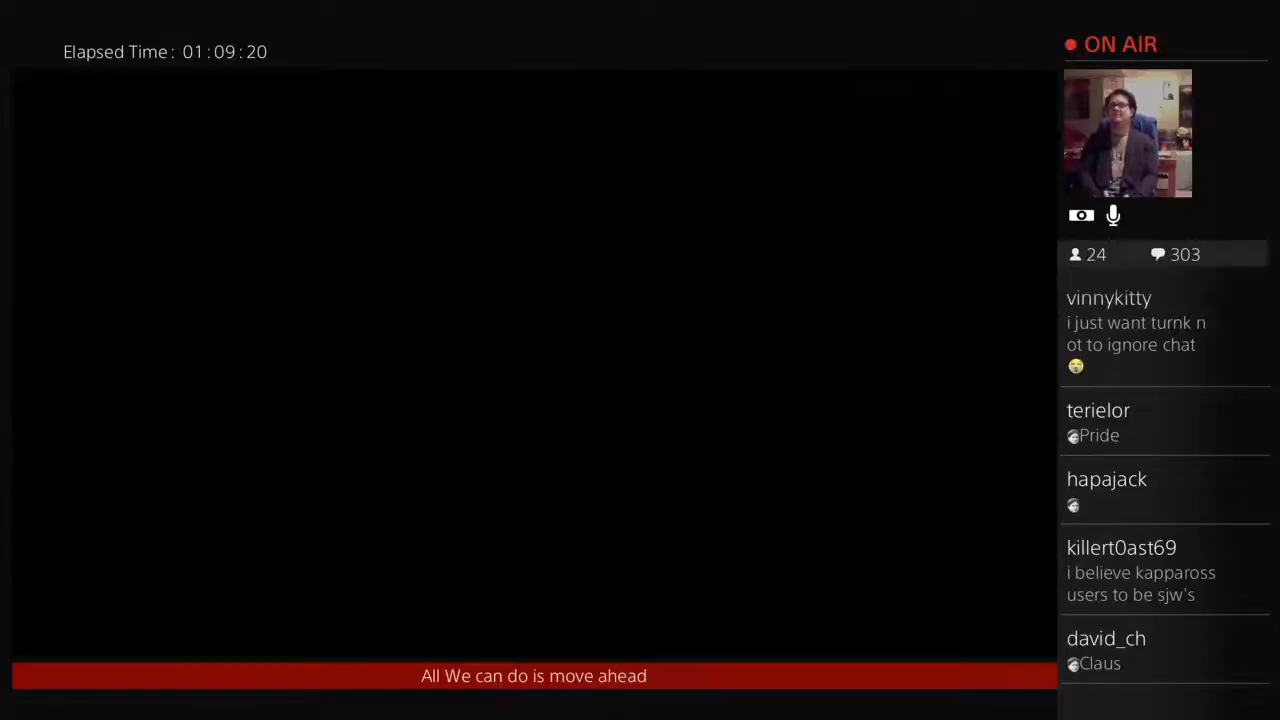 Elapsed Time: 01:09:20
ON AIR
24 303
vinnykitty
i just want turnk n
ot to ignore chat
terielor
Pride
hapajack
killert0ast69
i believe kappaross
users to be sjw's
david_ch
Claus
All We can do is move ahead